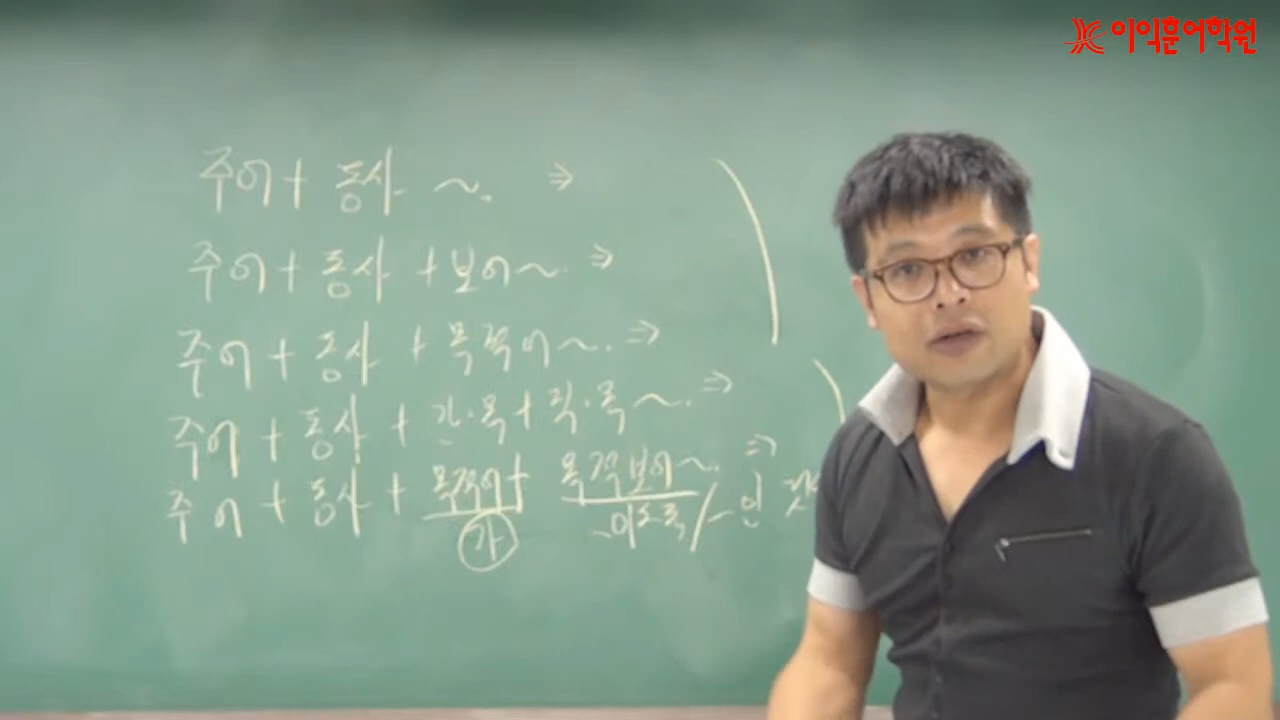 이익훈어학원
주어 + 동사 ~. ⇒
주어 + 동사 + 보어 ~. ⇒
주어 + 동사 + 목적어 ~. ⇒
주어 + 동사 + 간·목 + 직·목 ~. ⇒
주어 + 동사 + 목적어 + 목적보어 ~. ⇒
가 ~이도록 / ~인